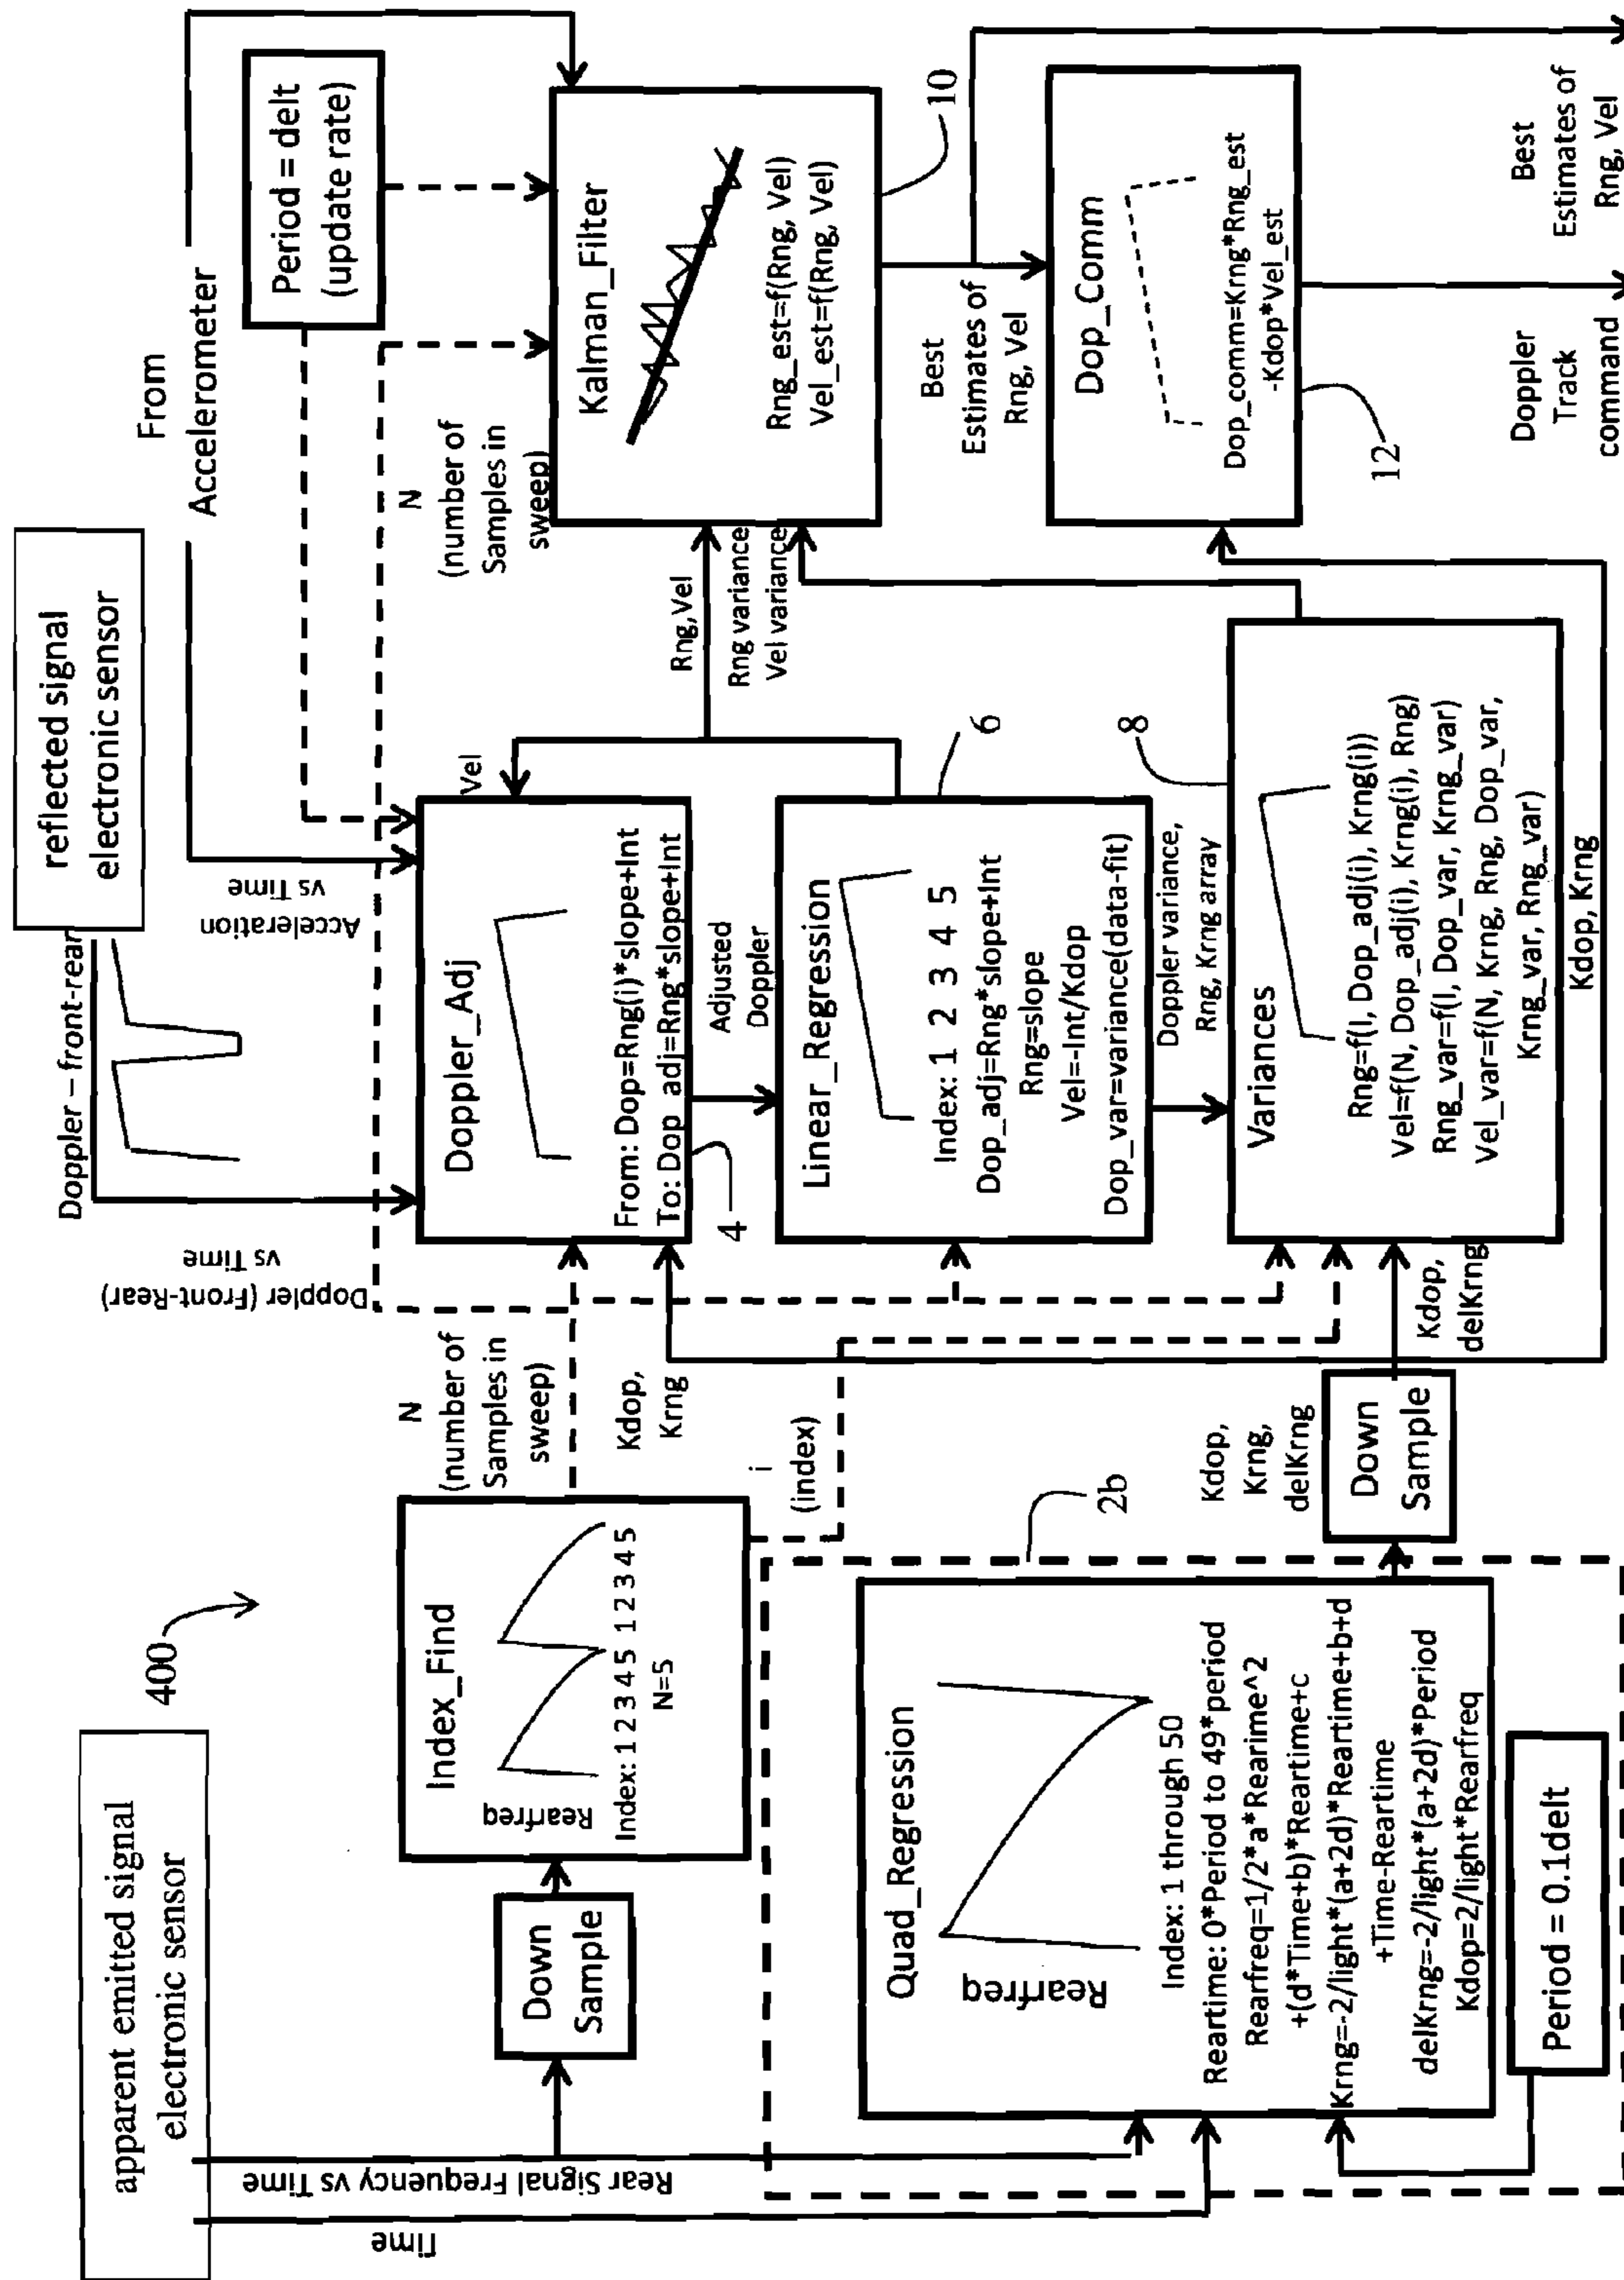 400
apparent emitted signal
electronic sensor
Time
Rear Signal Frequency vs Time
Down
Sample
Index_Find
Rearfreq
Index: 1 2 3 4 5 1 2 3 4 5
N=5
N
(number of
Samples in
sweep)
Kdop,
Krng
i
(index)
Quad_Regression
Rearfreq
Index: 1 through 50
Reartime: 0*Period to 49*period
Rearfreq=1/2*a*Rearime^2
+(d*Time+b)*Reartime+c
Krng=-2/light*(a+2d)*Reartime+b+d
+Time-Reartime
delKrng=-2/light*(a+2d)*Period
Kdop=2/light*Rearfreq
Period = 0.1delt
2b
Kdop,
Krng,
delKrng
Down
Sample
Kdop,
delKrng
reflected signal
electronic sensor
Doppler – front-rear
Doppler (Front-Rear)
vs Time
Acceleration
vs Time
Doppler_Adj
From: Dop=Rng(i)*slope+Int
To: Dop_adj=Rng*slope+Int
4
Vel
Adjusted
Doppler
Linear_Regression
Index: 1 2 3 4 5
Dop_adj=Rng*slope+Int
Rng=slope
Vel=-Int/Kdop
Dop_var=variance(data-fit)
6
Doppler variance,
Rng, Krng array
Variances
Rng=f(I, Dop_adj(i), Krng(i))
Vel=f(N, Dop_adj(i), Krng(i), Rng)
Rng_var=f(I, Dop_var, Krng_var)
Vel_var=f(N, Krng, Rng, Dop_var,
Krng_var, Rng_var)
8
Kdop, Krng
From
Accelerometer
Period = delt
(update rate)
N
(number of
Samples in
sweep)
Rng,Vel
Rng variance
Vel variance
Kalman_Filter
Rng_est=f(Rng, Vel)
Vel_est=f(Rng, Vel)
10
Best
Estimates of
Rng, Vel
Dop_Comm
Dop_comm=Krng*Rng_est
-Kdop*Vel_est
12
Doppler
Track
command
Best
Estimates of
Rng, Vel